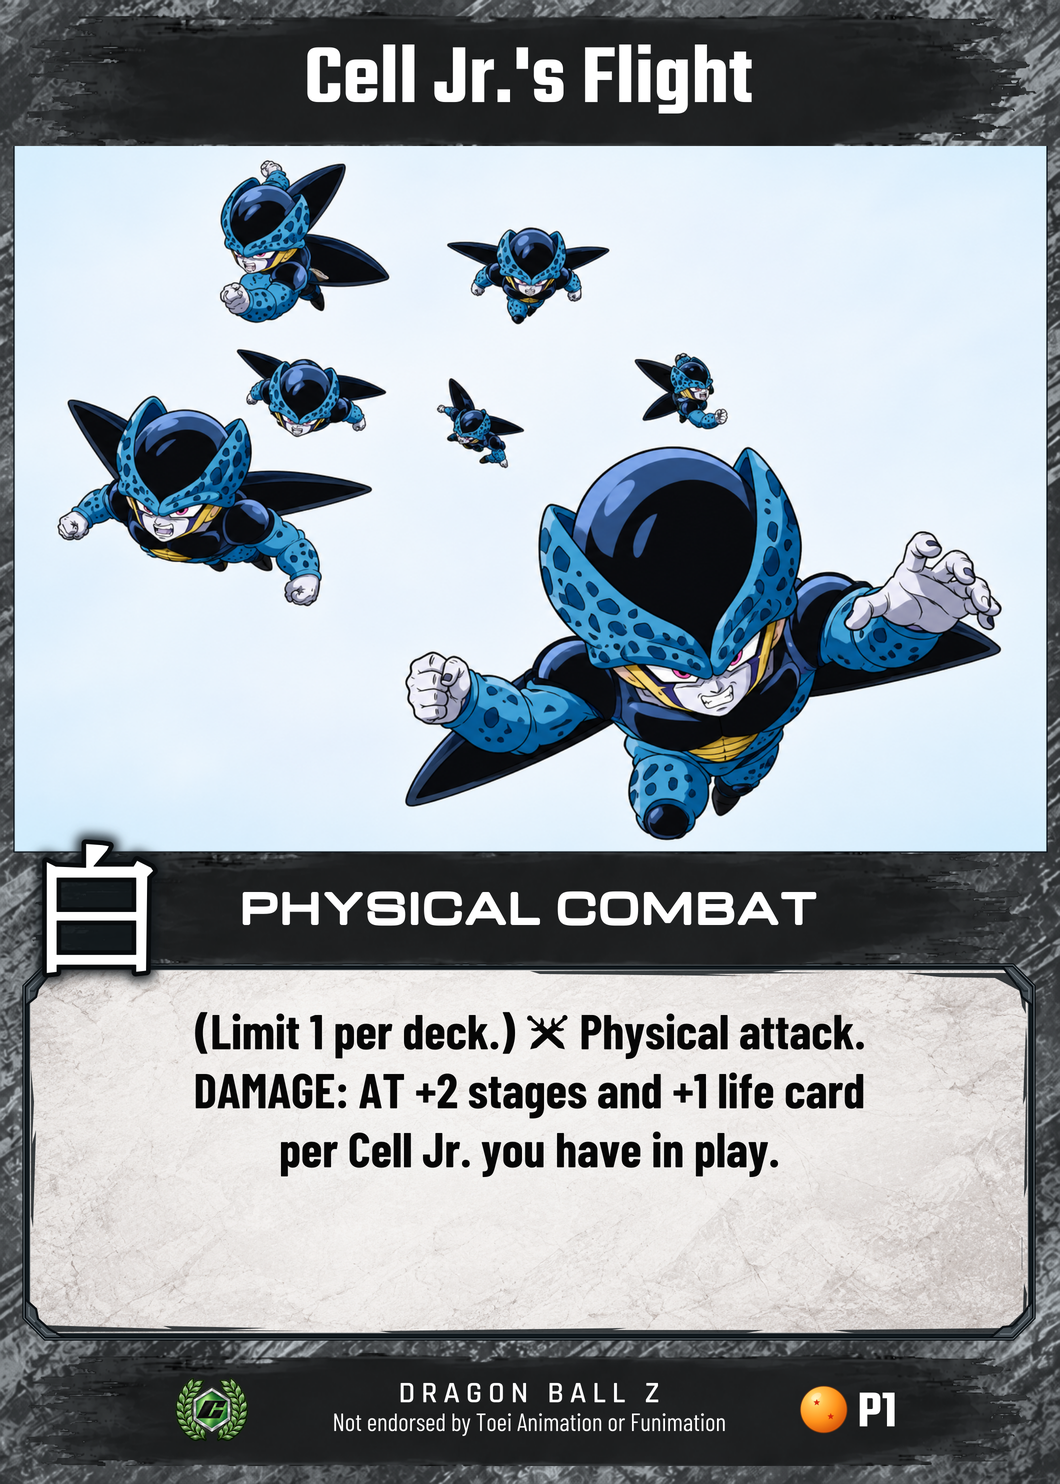 Cell Jr.'s Flight
白
PHYSICAL COMBAT
(Limit 1 per deck.) Physical attack.
DAMAGE: AT +2 stages and +1 life card
per Cell Jr. you have in play.
DRAGON BALL Z
Not endorsed by Toei Animation or Funimation
P1